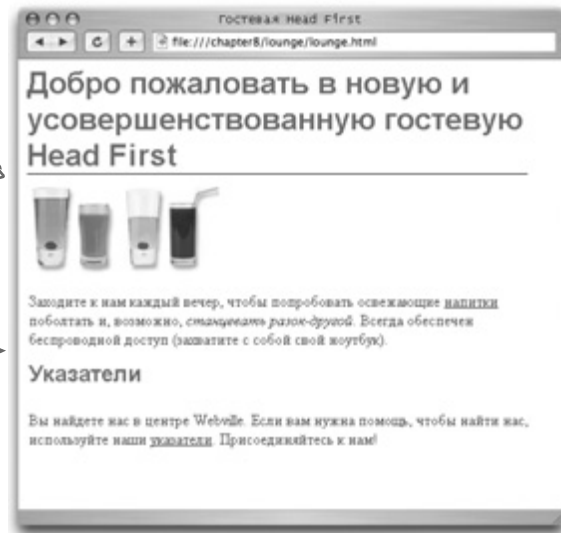 Гостевая Head First
file:///chapter8/lounge/lounge.html
Добро пожаловать в новую и
усовершенствованную гостевую
Head First
Заходите к нам каждый вечер, чтобы попробовать освежающие напитки
поболтать и, возможно, станцевать разок-другой. Всегда обеспечен
беспроводной доступ (захватите с собой свой ноутбук).
Указатели
Вы найдете нас в центре Webville. Если вам нужна помощь, чтобы найти нас,
используйте наши указатели. Присоединяйтесь к нам!